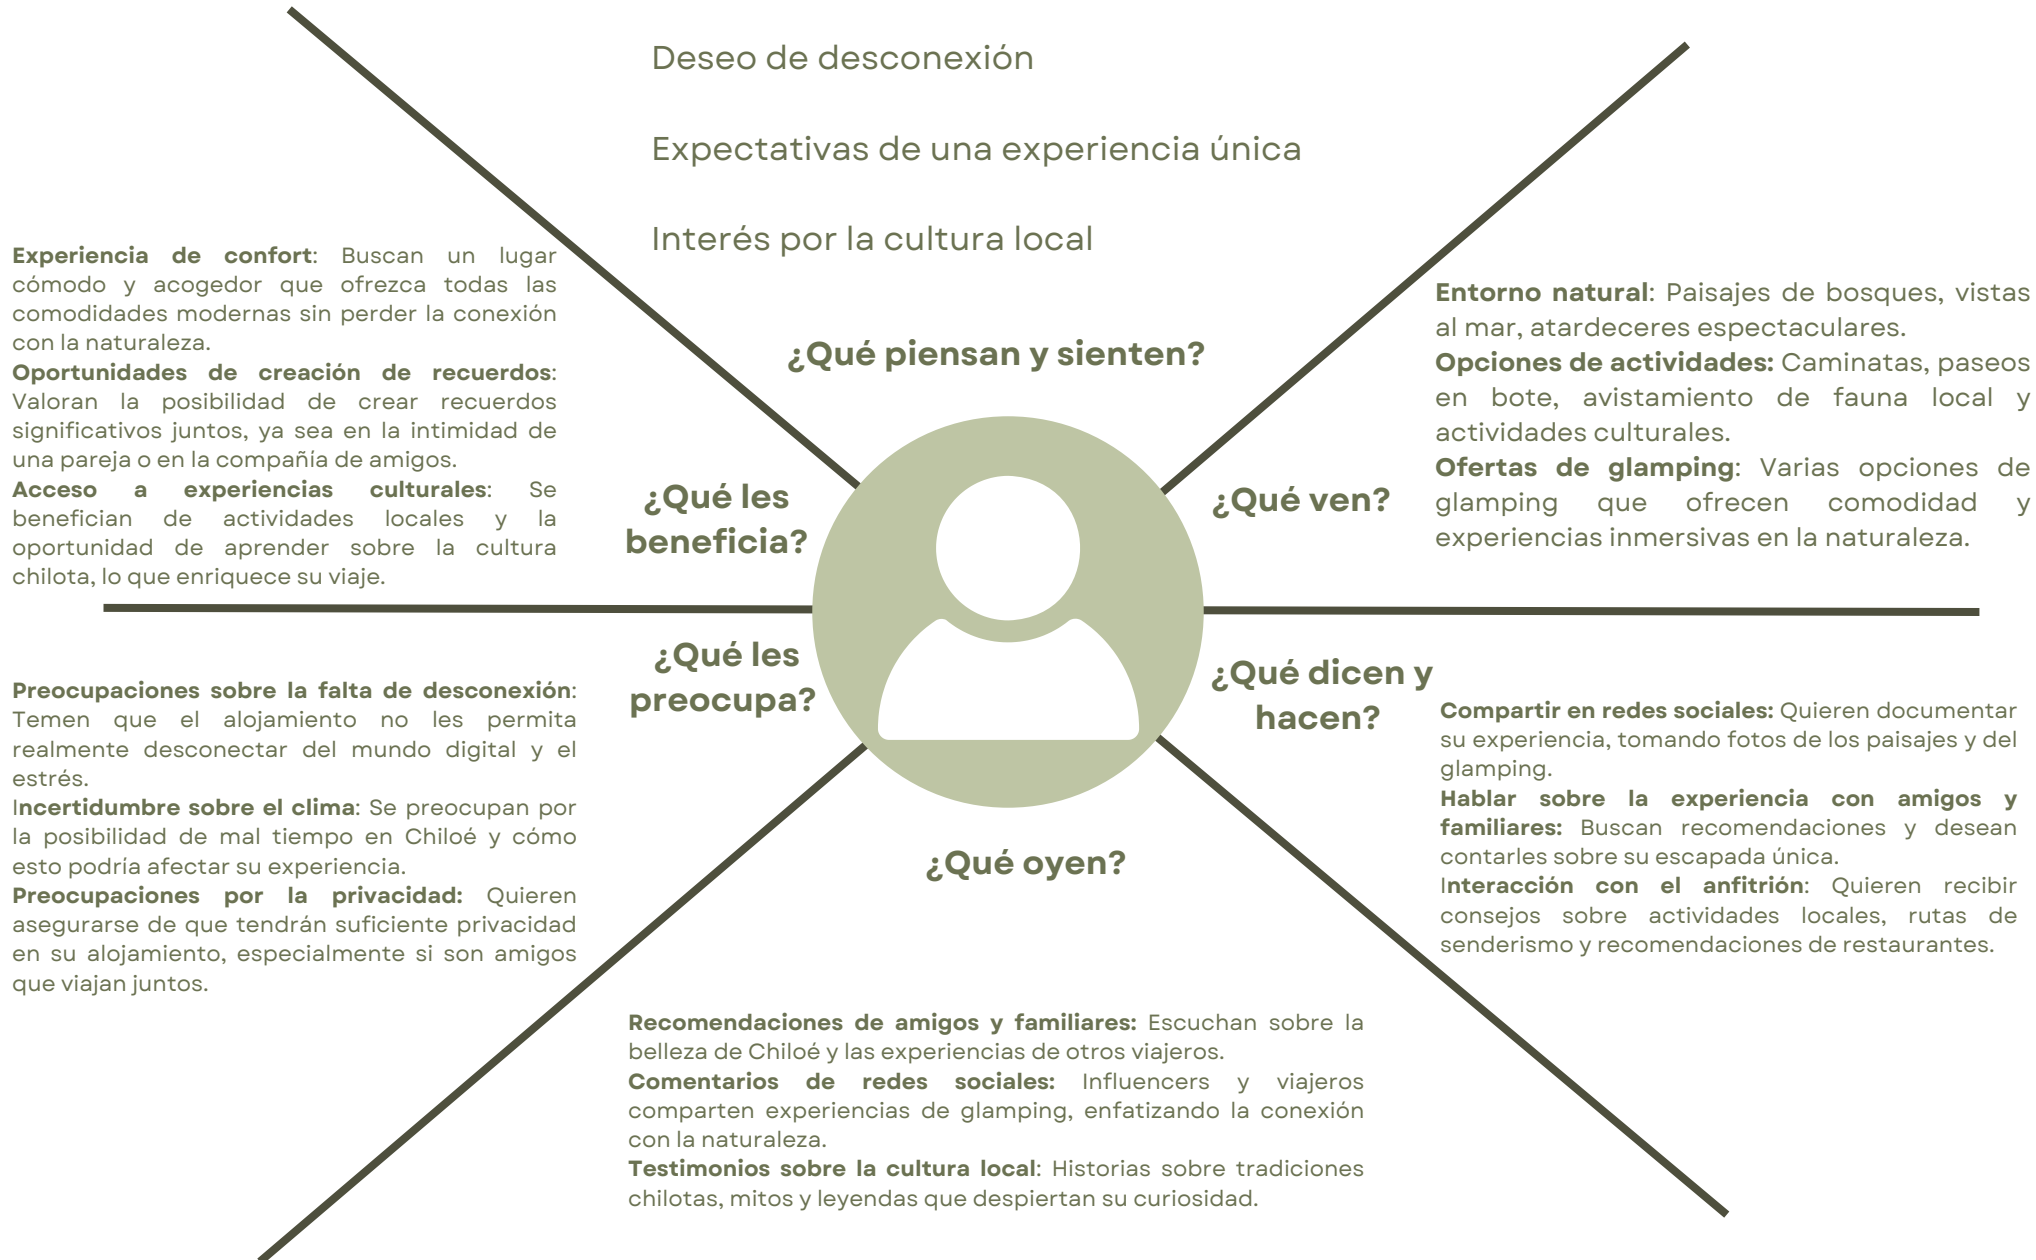 Deseo de desconexión
Expectativas de una experiencia única
Interés por la cultura local
¿Qué piensan y sienten?
Experiencia de confort: Buscan un lugar
cómodo y acogedor que ofrezca todas las
comodidades modernas sin perder la conexión
con la naturaleza.
Oportunidades de creación de recuerdos:
Valoran la posibilidad de crear recuerdos
significativos juntos, ya sea en la intimidad de
una pareja o en la compañía de amigos.
Acceso a experiencias culturales: Se
benefician de actividades locales y la
oportunidad de aprender sobre la cultura
chilota, lo que enriquece su viaje.
¿Qué les
beneficia?
¿Qué ven?
Entorno natural: Paisajes de bosques, vistas
al mar, atardeceres espectaculares.
Opciones de actividades: Caminatas, paseos
en bote, avistamiento de fauna local y
actividades culturales.
Ofertas de glamping: Varias opciones de
glamping que ofrecen comodidad y
experiencias inmersivas en la naturaleza.
¿Qué les
preocupa?
Preocupaciones sobre la falta de desconexión:
Temen que el alojamiento no les permita
realmente desconectar del mundo digital y el
estrés.
Incertidumbre sobre el clima: Se preocupan por
la posibilidad de mal tiempo en Chiloé y cómo
esto podría afectar su experiencia.
Preocupaciones por la privacidad: Quieren
asegurarse de que tendrán suficiente privacidad
en su alojamiento, especialmente si son amigos
que viajan juntos.
¿Qué dicen y
hacen?
Compartir en redes sociales: Quieren documentar
su experiencia, tomando fotos de los paisajes y del
glamping.
Hablar sobre la experiencia con amigos y
familiares: Buscan recomendaciones y desean
contarles sobre su escapada única.
Interacción con el anfitrión: Quieren recibir
consejos sobre actividades locales, rutas de
senderismo y recomendaciones de restaurantes.
¿Qué oyen?
Recomendaciones de amigos y familiares: Escuchan sobre la
belleza de Chiloé y las experiencias de otros viajeros.
Comentarios de redes sociales: Influencers y viajeros
comparten experiencias de glamping, enfatizando la conexión
con la naturaleza.
Testimonios sobre la cultura local: Historias sobre tradiciones
chilotas, mitos y leyendas que despiertan su curiosidad.